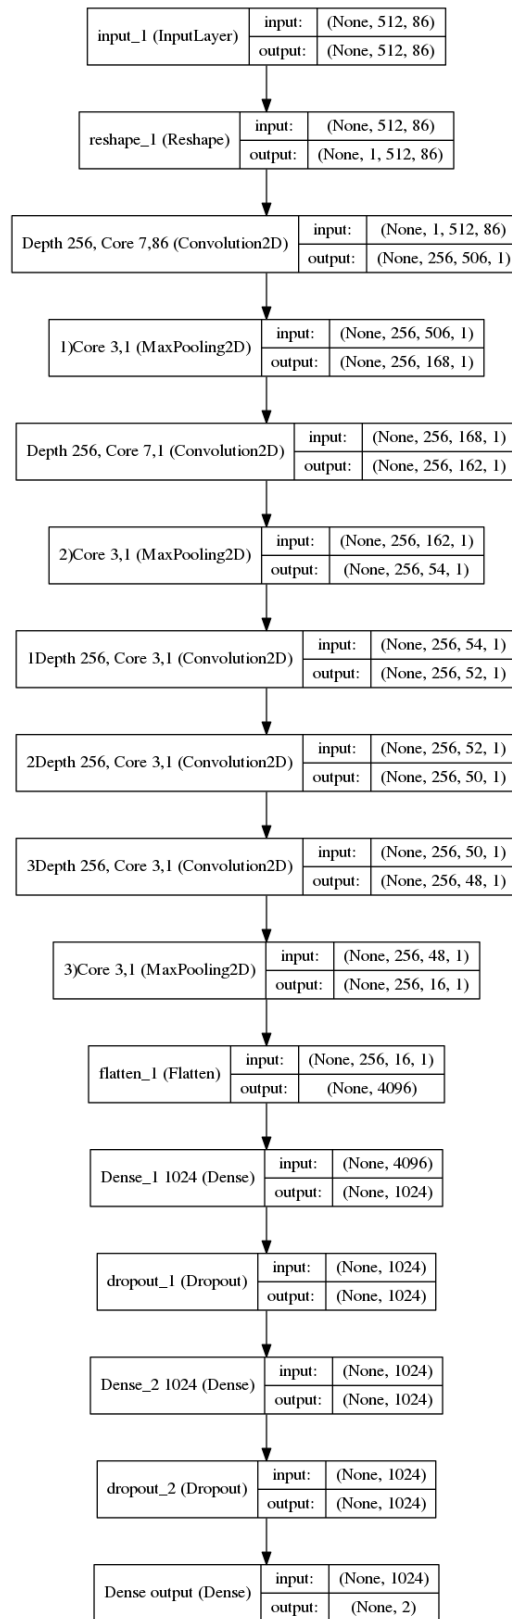 input_1 (InputLayer) input: (None, 512, 86)
output: (None, 512, 86)
reshape_1 (Reshape) input: (None, 512, 86)
output: (None, 1, 512, 86)
Depth 256, Core 7,86 (Convolution2D) input: (None, 1, 512, 86)
output: (None, 256, 506, 1)
1)Core 3,1 (MaxPooling2D) input: (None, 256, 506, 1)
output: (None, 256, 168, 1)
Depth 256, Core 7,1 (Convolution2D) input: (None, 256, 168, 1)
output: (None, 256, 162, 1)
2)Core 3,1 (MaxPooling2D) input: (None, 256, 162, 1)
output: (None, 256, 54, 1)
1Depth 256, Core 3,1 (Convolution2D) input: (None, 256, 54, 1)
output: (None, 256, 52, 1)
2Depth 256, Core 3,1 (Convolution2D) input: (None, 256, 52, 1)
output: (None, 256, 50, 1)
3Depth 256, Core 3,1 (Convolution2D) input: (None, 256, 50, 1)
output: (None, 256, 48, 1)
3)Core 3,1 (MaxPooling2D) input: (None, 256, 48, 1)
output: (None, 256, 16, 1)
flatten_1 (Flatten) input: (None, 256, 16, 1)
output: (None, 4096)
Dense_1 1024 (Dense) input: (None, 4096)
output: (None, 1024)
dropout_1 (Dropout) input: (None, 1024)
output: (None, 1024)
Dense_2 1024 (Dense) input: (None, 1024)
output: (None, 1024)
dropout_2 (Dropout) input: (None, 1024)
output: (None, 1024)
Dense output (Dense) input: (None, 1024)
output: (None, 2)